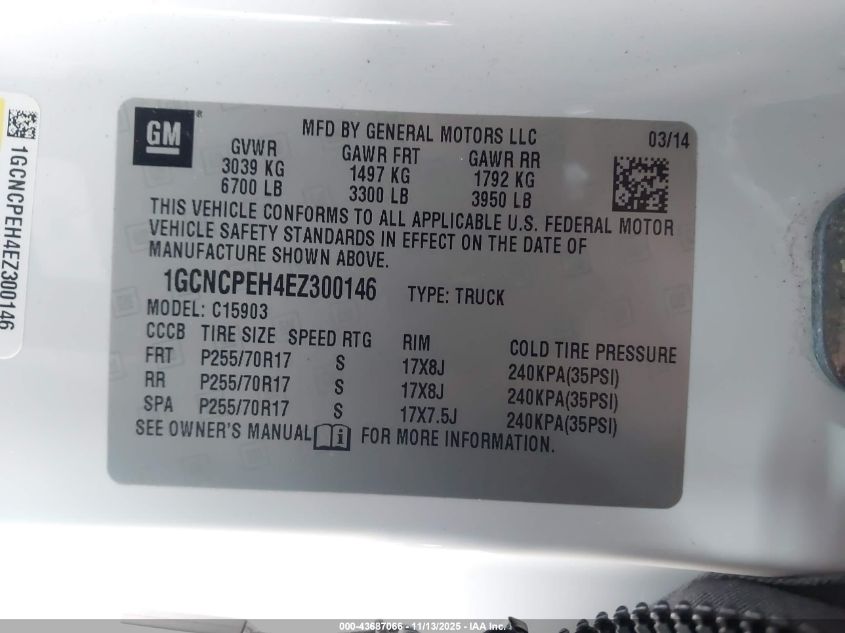 1GCNCPEH4EZ300146
GM®
MFD BY GENERAL MOTORS LLC 03/14
GVWR GAWR FRT GAWR RR
3039 KG 1497 KG 1792 KG
6700 LB 3300 LB 3950 LB
THIS VEHICLE CONFORMS TO ALL APPLICABLE U.S. FEDERAL MOTOR
VEHICLE SAFETY STANDARDS IN EFFECT ON THE DATE OF
MANUFACTURE SHOWN ABOVE.
1GCNCPEH4EZ300146 TYPE: TRUCK
MODEL: C15903
CCCB TIRE SIZE SPEED RTG RIM COLD TIRE PRESSURE
FRT P255/70R17 S 17X8J 240KPA(35PSI)
RR P255/70R17 S 17X8J 240KPA(35PSI)
SPA P255/70R17 S 17X7.5J 240KPA(35PSI)
SEE OWNER'S MANUAL FOR MORE INFORMATION.
000-43687066 - 11/13/2025 - IAA Inc.